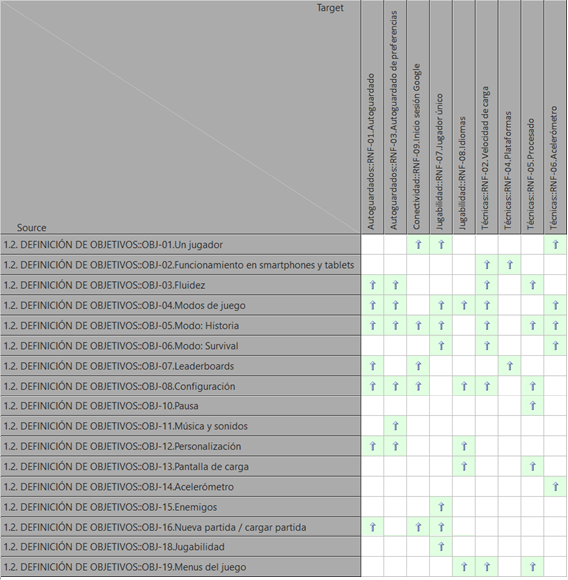 Target
Autoguardados::RNF-01.Autoguardado
Autoguardados::RNF-03.Autoguardado de preferencias
Conectividad::RNF-09.Inicio sesión Google
Jugabilidad::RNF-07.Jugador único
Jugabilidad::RNF-08.Idiomas
Técnicas::RNF-02.Velocidad de carga
Técnicas::RNF-04.Plataformas
Técnicas::RNF-05.Procesado
Técnicas::RNF-06.Acelerómetro
Source
1.2. DEFINICIÓN DE OBJETIVOS::OBJ-01.Un jugador
1.2. DEFINICIÓN DE OBJETIVOS::OBJ-02.Funcionamiento en smartphones y tablets
1.2. DEFINICIÓN DE OBJETIVOS::OBJ-03.Fluidez
1.2. DEFINICIÓN DE OBJETIVOS::OBJ-04.Modos de juego
1.2. DEFINICIÓN DE OBJETIVOS::OBJ-05.Modo: Historia
1.2. DEFINICIÓN DE OBJETIVOS::OBJ-06.Modo: Survival
1.2. DEFINICIÓN DE OBJETIVOS::OBJ-07.Leaderboards
1.2. DEFINICIÓN DE OBJETIVOS::OBJ-08.Configuración
1.2. DEFINICIÓN DE OBJETIVOS::OBJ-10.Pausa
1.2. DEFINICIÓN DE OBJETIVOS::OBJ-11.Música y sonidos
1.2. DEFINICIÓN DE OBJETIVOS::OBJ-12.Personalización
1.2. DEFINICIÓN DE OBJETIVOS::OBJ-13.Pantalla de carga
1.2. DEFINICIÓN DE OBJETIVOS::OBJ-14.Acelerómetro
1.2. DEFINICIÓN DE OBJETIVOS::OBJ-15.Enemigos
1.2. DEFINICIÓN DE OBJETIVOS::OBJ-16.Nueva partida / cargar partida
1.2. DEFINICIÓN DE OBJETIVOS::OBJ-18.Jugabilidad
1.2. DEFINICIÓN DE OBJETIVOS::OBJ-19.Menus del juego